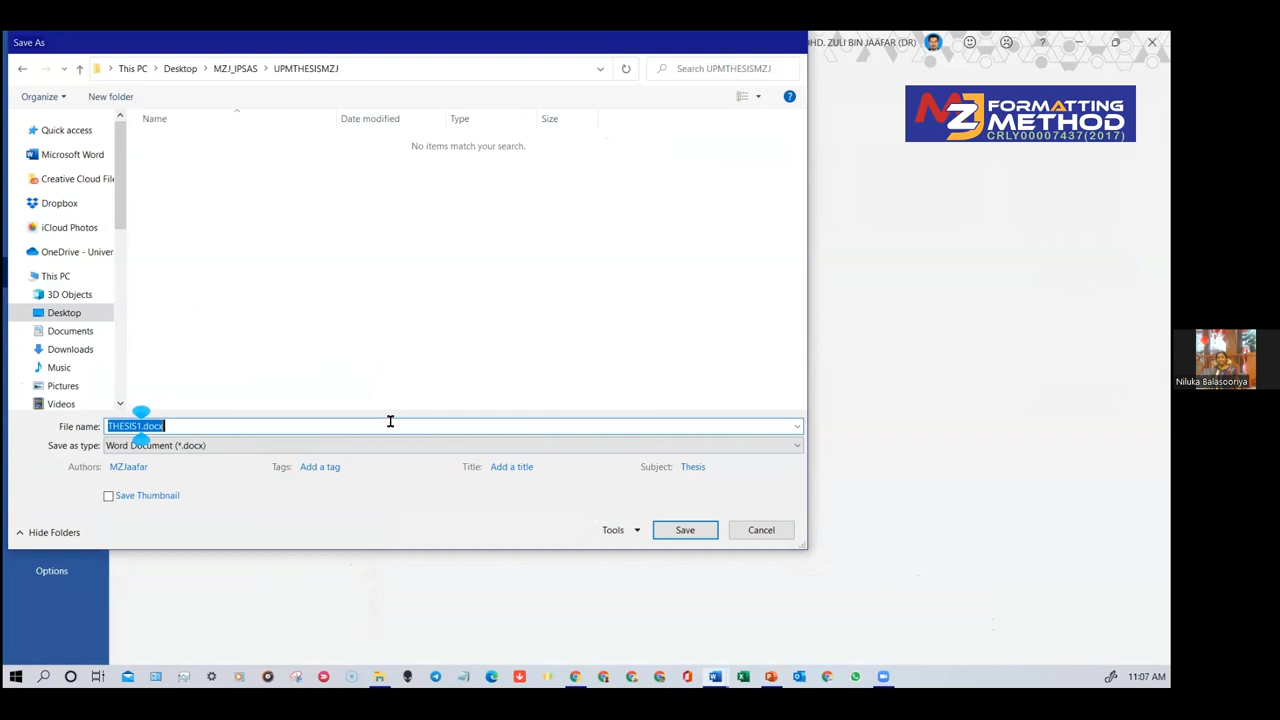 Save As
OHD. ZULI BIN JAAFAR (DR)
?
This PC > Desktop > MZJ_IPSAS > UPMTHESISMZJ
Search UPMTHESISMZJ
Organize
New folder
Name
Date modified
Type
Size
No items match your search.
Quick access
Microsoft Word
Creative Cloud File
Dropbox
iCloud Photos
OneDrive - Univer
This PC
3D Objects
Desktop
Documents
Downloads
Music
Pictures
Videos
MZJ FORMATTING
METHOD
CRLY00007437(2017)
File name: THESIS1.docx
Save as type: Word Document (*.docx)
Authors: MZJaafar
Tags: Add a tag
Title: Add a title
Subject: Thesis
Save Thumbnail
Hide Folders
Tools
Save
Cancel
Options
Niluka Balasooriya
11:07 AM